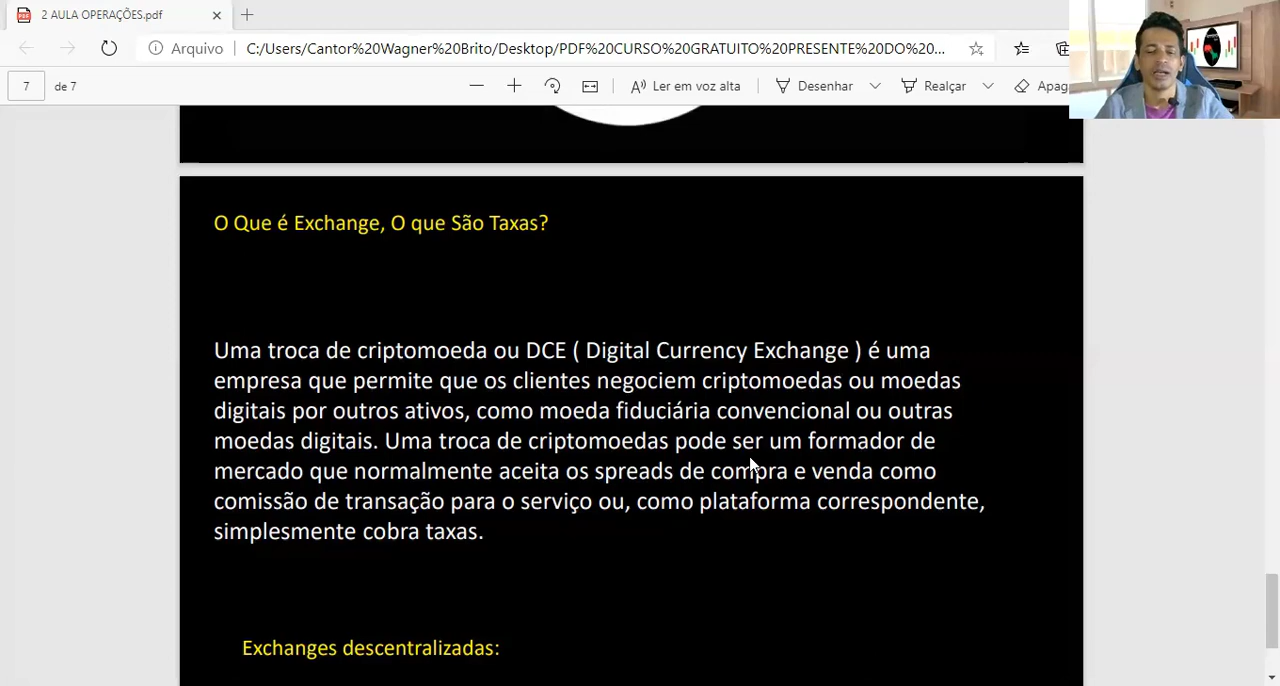 2 AULA OPERAÇÕES.pdf
Arquivo
C:/Users/Cantor%20Wagner%20Brito/Desktop/PDF%20CURSO%20GRATUITO%20PRESENTE%20DO%20...
7 de 7
Ler em voz alta
Desenhar
Realçar
Apag
O Que é Exchange, O que São Taxas?
Uma troca de criptomoeda ou DCE ( Digital Currency Exchange ) é uma
empresa que permite que os clientes negociem criptomoedas ou moedas
digitais por outros ativos, como moeda fiduciária convencional ou outras
moedas digitais. Uma troca de criptomoedas pode ser um formador de
mercado que normalmente aceita os spreads de compra e venda como
comissão de transação para o serviço ou, como plataforma correspondente,
simplesmente cobra taxas.
Exchanges descentralizadas: